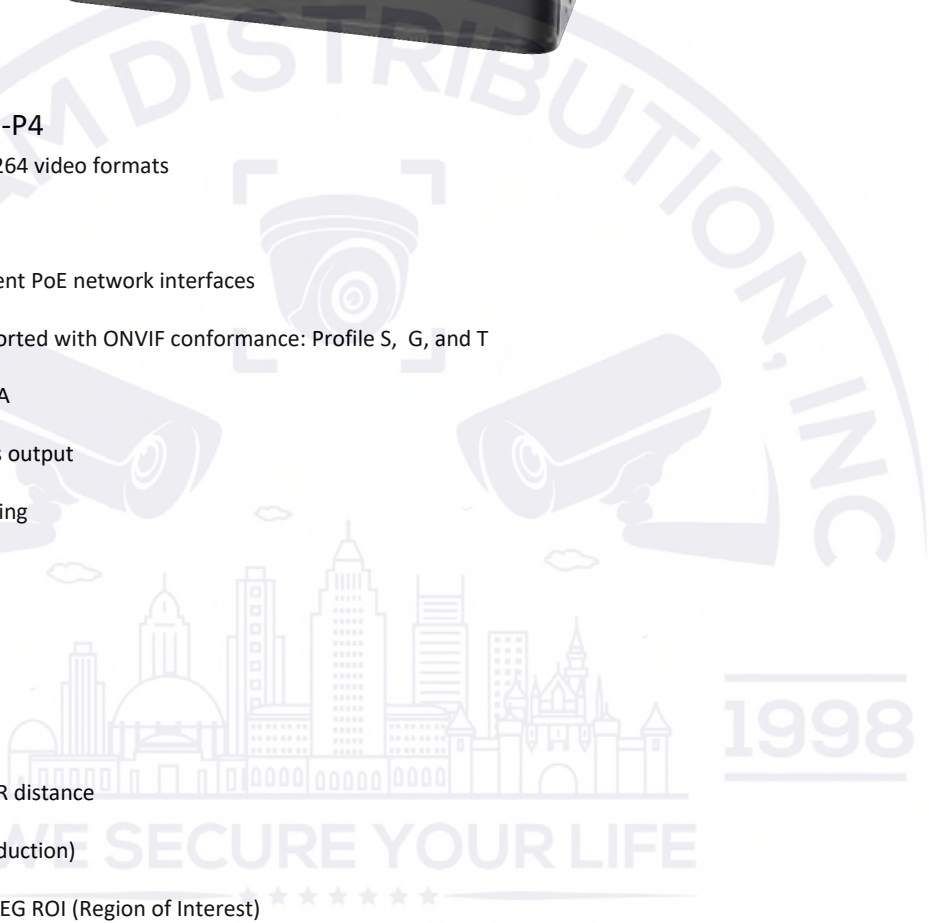 -P4
264 video formats
ent PoE network interfaces
orted with ONVIF conformance: Profile S, G, and T
A
s output
ing
R distance
duction)
EG ROI (Region of Interest)
AM DISTRIBUTION, INC
1998
WE SECURE YOUR LIFE